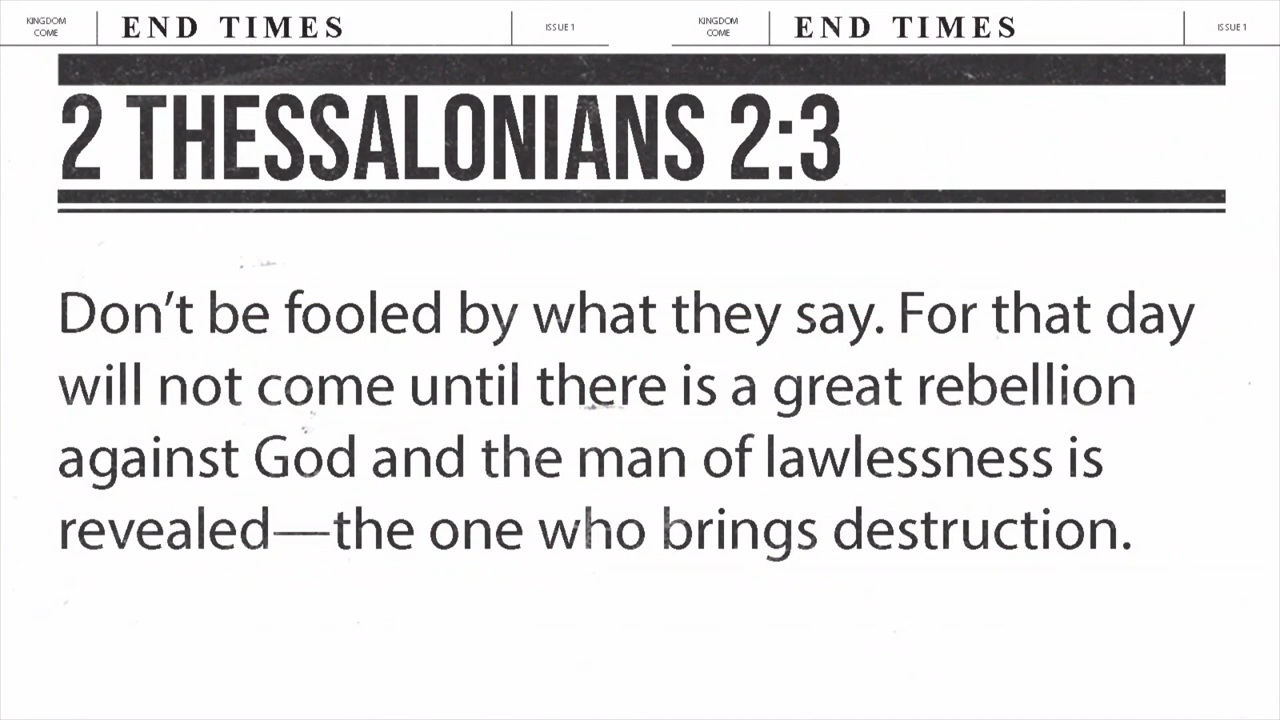 KINGDOM
COME
END TIMES
ISSUE 1
KINGDOM
COME
END TIMES
ISSUE 1
2 THESSALONIANS 2:3
Don’t be fooled by what they say. For that day
will not come until there is a great rebellion
against God and the man of lawlessness is
revealed—the one who brings destruction.